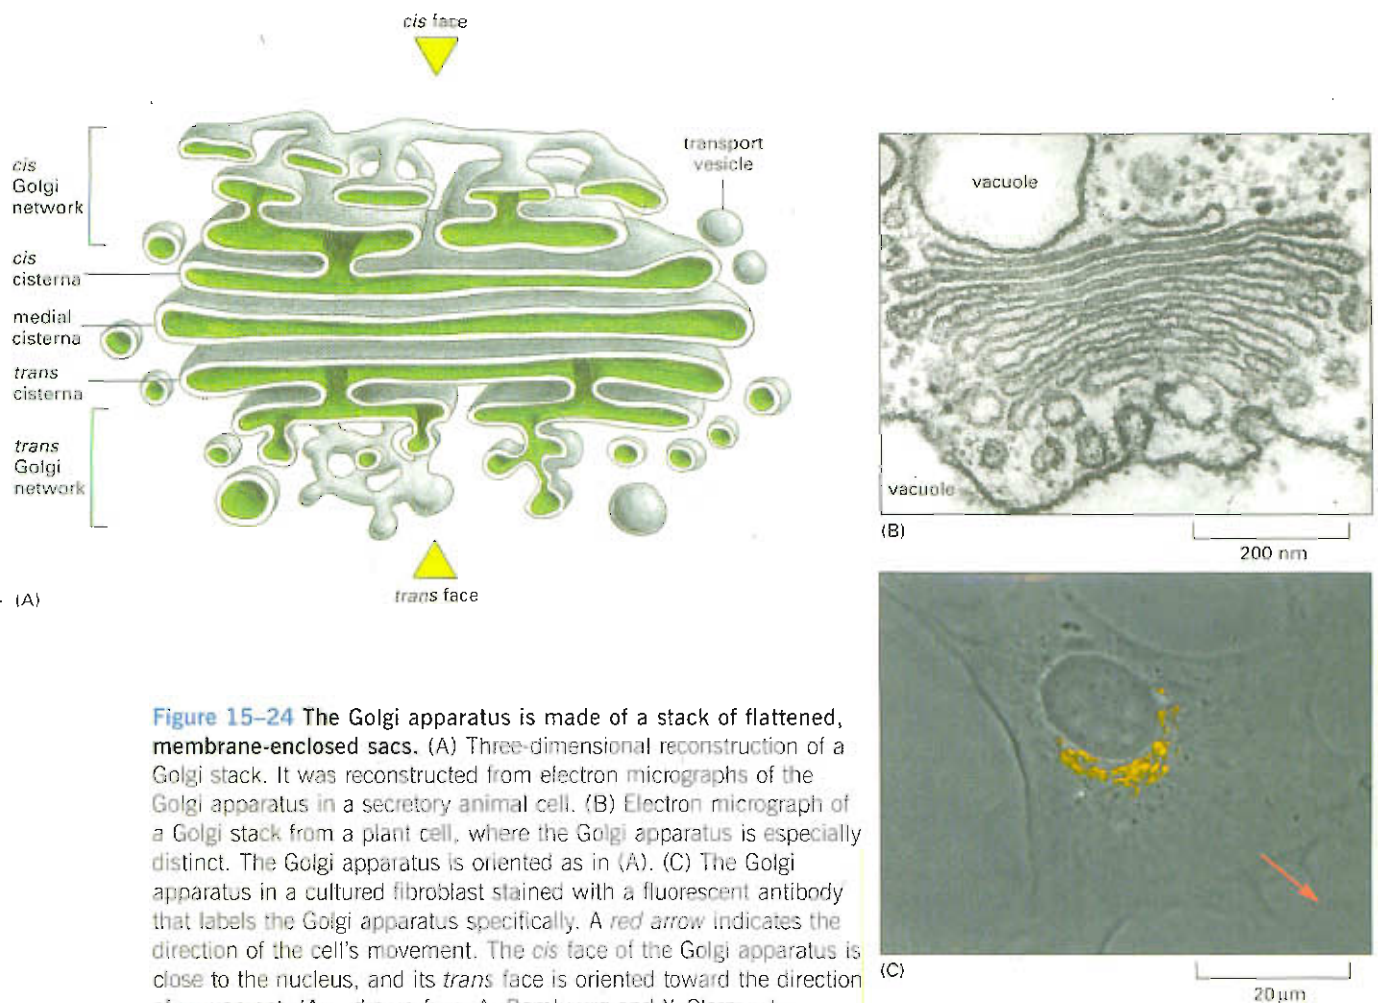 cis face
cis
Golgi
network
cis
cisterna
medial
cisterna
trans
cisterna
trans
Golgi
network
transport
vesicle
trans face
(A)
vacuole
vacuole
(B)
200 nm
(C)
20 µm
Figure 15–24 The Golgi apparatus is made of a stack of flattened,
membrane-enclosed sacs. (A) Three-dimensional reconstruction of a
Golgi stack. It was reconstructed from electron micrographs of the
Golgi apparatus in a secretory animal cell. (B) Electron micrograph of
a Golgi stack from a plant cell, where the Golgi apparatus is especially
distinct. The Golgi apparatus is oriented as in (A). (C) The Golgi
apparatus in a cultured fibroblast stained with a fluorescent antibody
that labels the Golgi apparatus specifically. A red arrow indicates the
direction of the cell's movement. The cis face of the Golgi apparatus is
close to the nucleus, and its trans face is oriented toward the direction